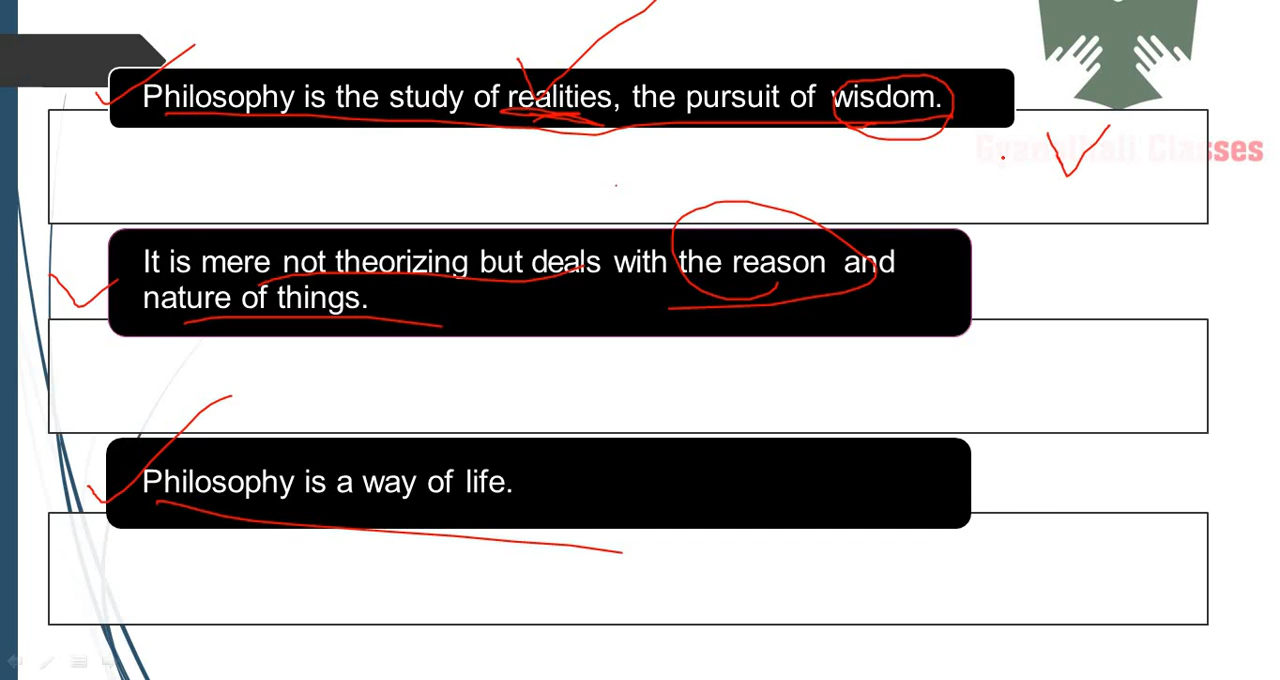 Philosophy is the study of realities, the pursuit of wisdom.
Classes
It is mere not theorizing but deals with the reason and
nature of things.
Philosophy is a way of life.